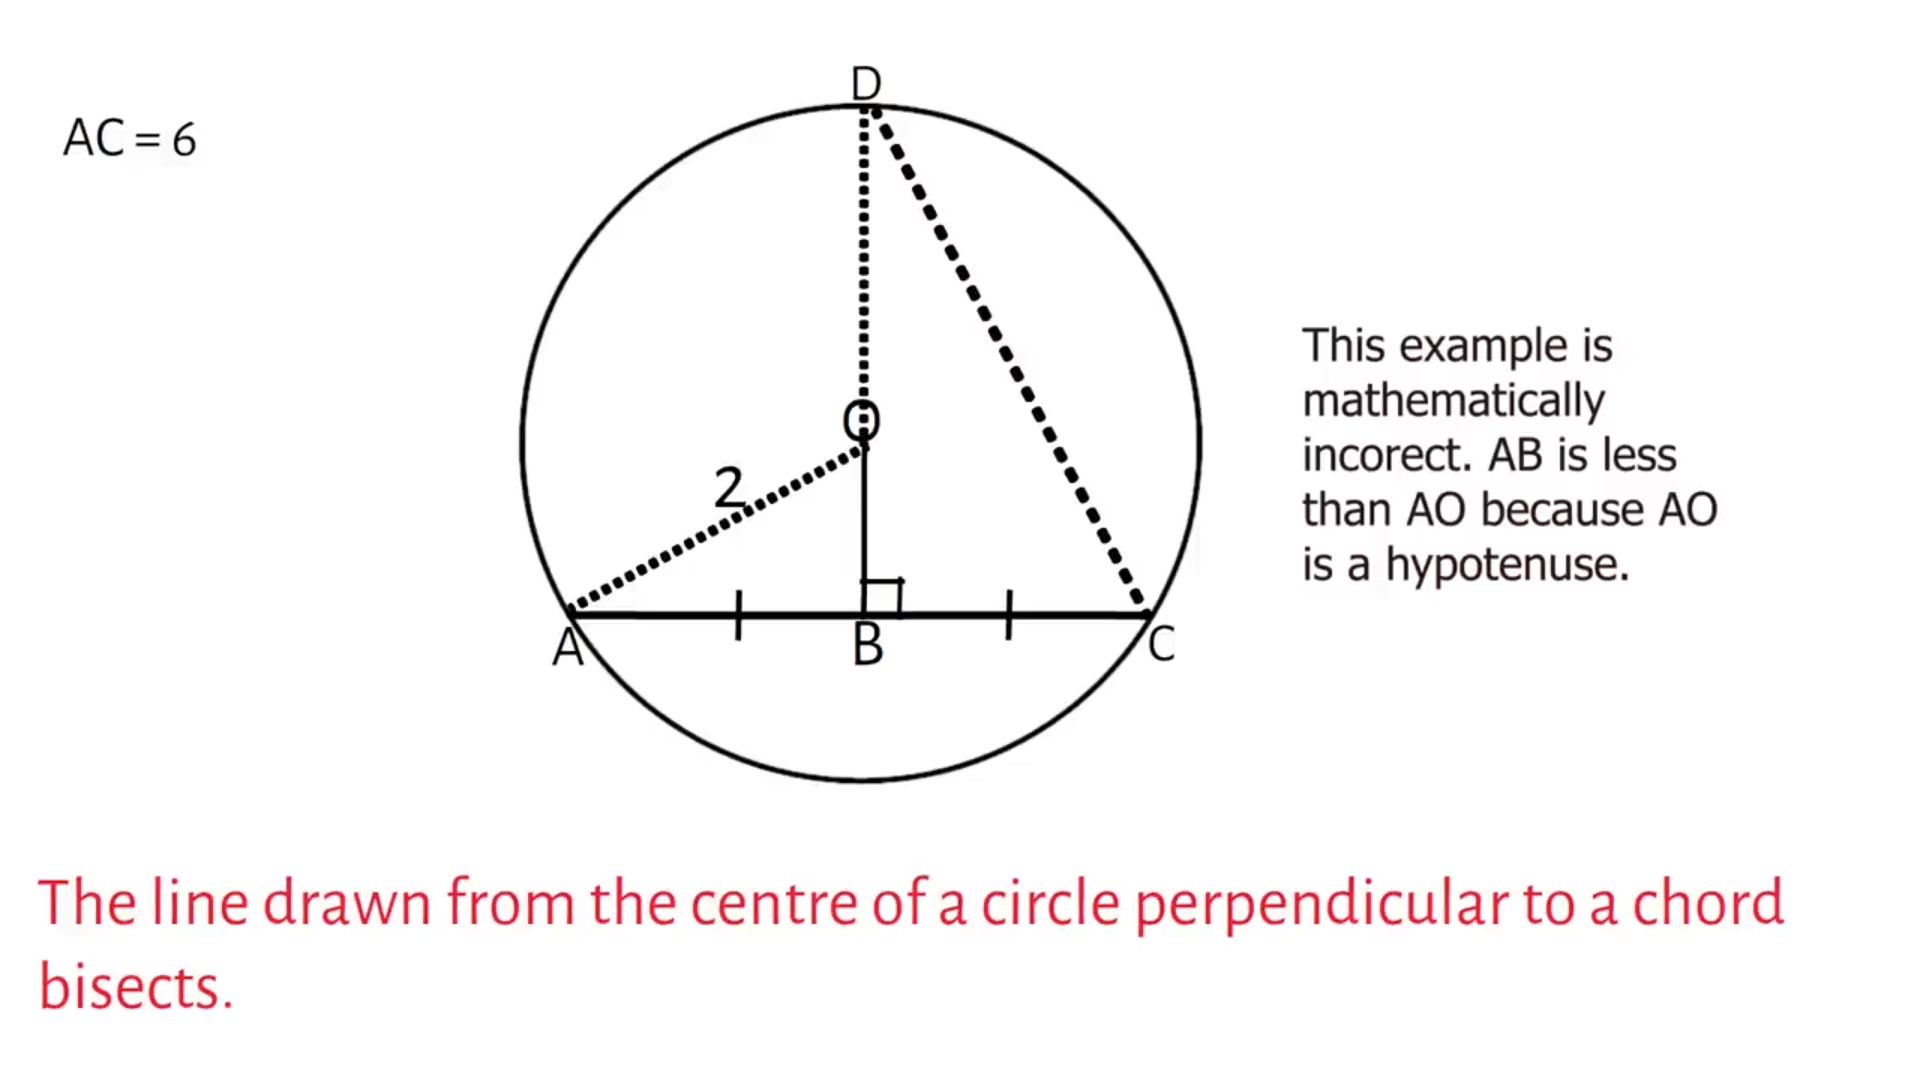 D
AC = 6
This example is
mathematically
incorect. AB is less
than AO because AO
is a hypotenuse.
O
2
A
B
C
The line drawn from the centre of a circle perpendicular to a chord
bisects.